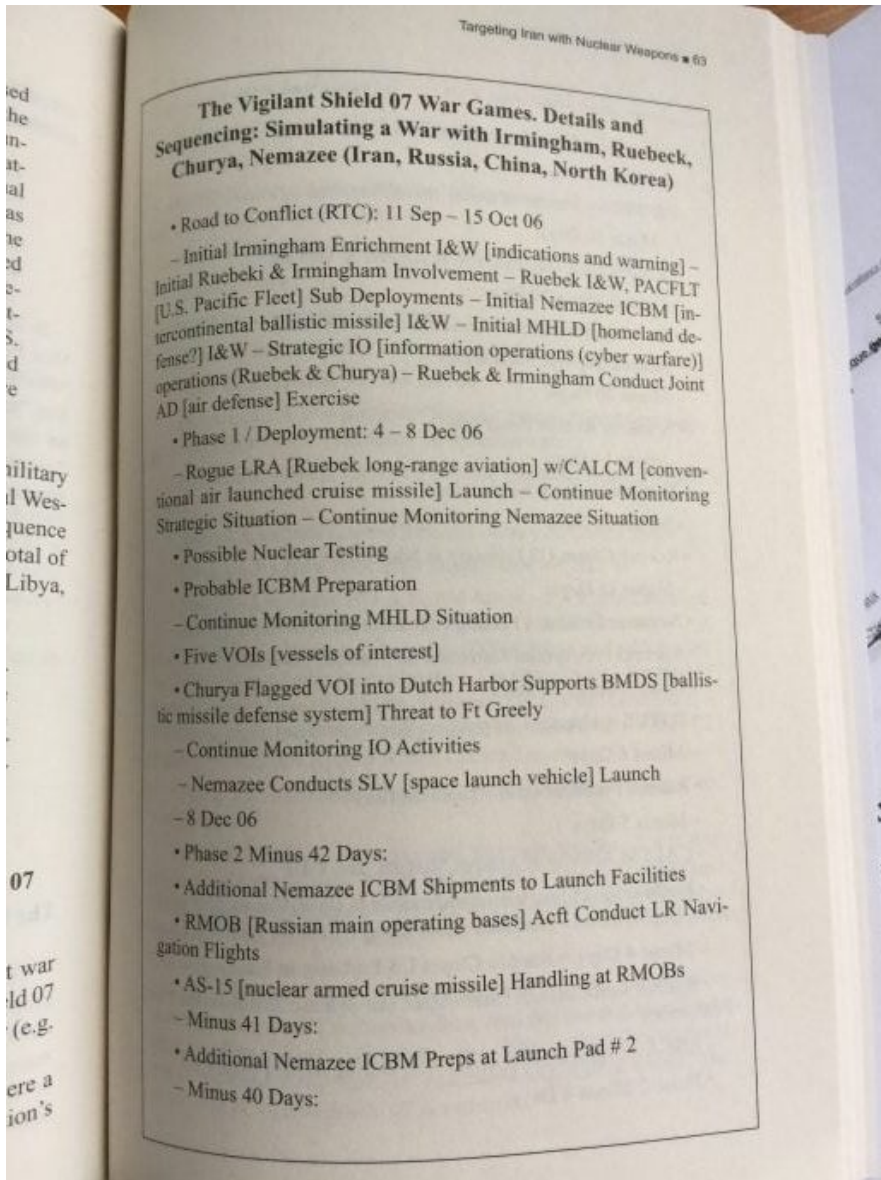 sed
he
in-
at-
al
as
he
ed
e-
t-
S.
d
e
military
l Wes-
quence
otal of
Libya,
07
t war
ld 07
(e.g.
ere a
ion's
Targeting Iran with Nuclear Weapons ■ 63
The Vigilant Shield 07 War Games. Details and
Sequencing: Simulating a War with Irmingham, Ruebeck,
Churya, Nemazee (Iran, Russia, China, North Korea)
• Road to Conflict (RTC): 11 Sep – 15 Oct 06
– Initial Irmingham Enrichment I&W [indications and warning] –
Initial Ruebeki & Irmingham Involvement – Ruebek I&W, PACFLT
[U.S. Pacific Fleet] Sub Deployments – Initial Nemazee ICBM [in-
tercontinental ballistic missile] I&W – Initial MHLD [homeland de-
fense?] I&W – Strategic IO [information operations (cyber warfare)]
operations (Ruebek & Churya) – Ruebek & Irmingham Conduct Joint
AD [air defense] Exercise
• Phase 1 / Deployment: 4 – 8 Dec 06
– Rogue LRA [Ruebek long-range aviation] w/CALCM [conven-
tional air launched cruise missile] Launch – Continue Monitoring
Strategic Situation – Continue Monitoring Nemazee Situation
• Possible Nuclear Testing
• Probable ICBM Preparation
– Continue Monitoring MHLD Situation
• Five VOIs [vessels of interest]
• Churya Flagged VOI into Dutch Harbor Supports BMDS [ballis-
tic missile defense system] Threat to Ft Greely
– Continue Monitoring IO Activities
– Nemazee Conducts SLV [space launch vehicle] Launch
– 8 Dec 06
• Phase 2 Minus 42 Days:
• Additional Nemazee ICBM Shipments to Launch Facilities
• RMOB [Russian main operating bases] Acft Conduct LR Navi-
gation Flights
• AS-15 [nuclear armed cruise missile] Handling at RMOBs
– Minus 41 Days:
• Additional Nemazee ICBM Preps at Launch Pad # 2
– Minus 40 Days: